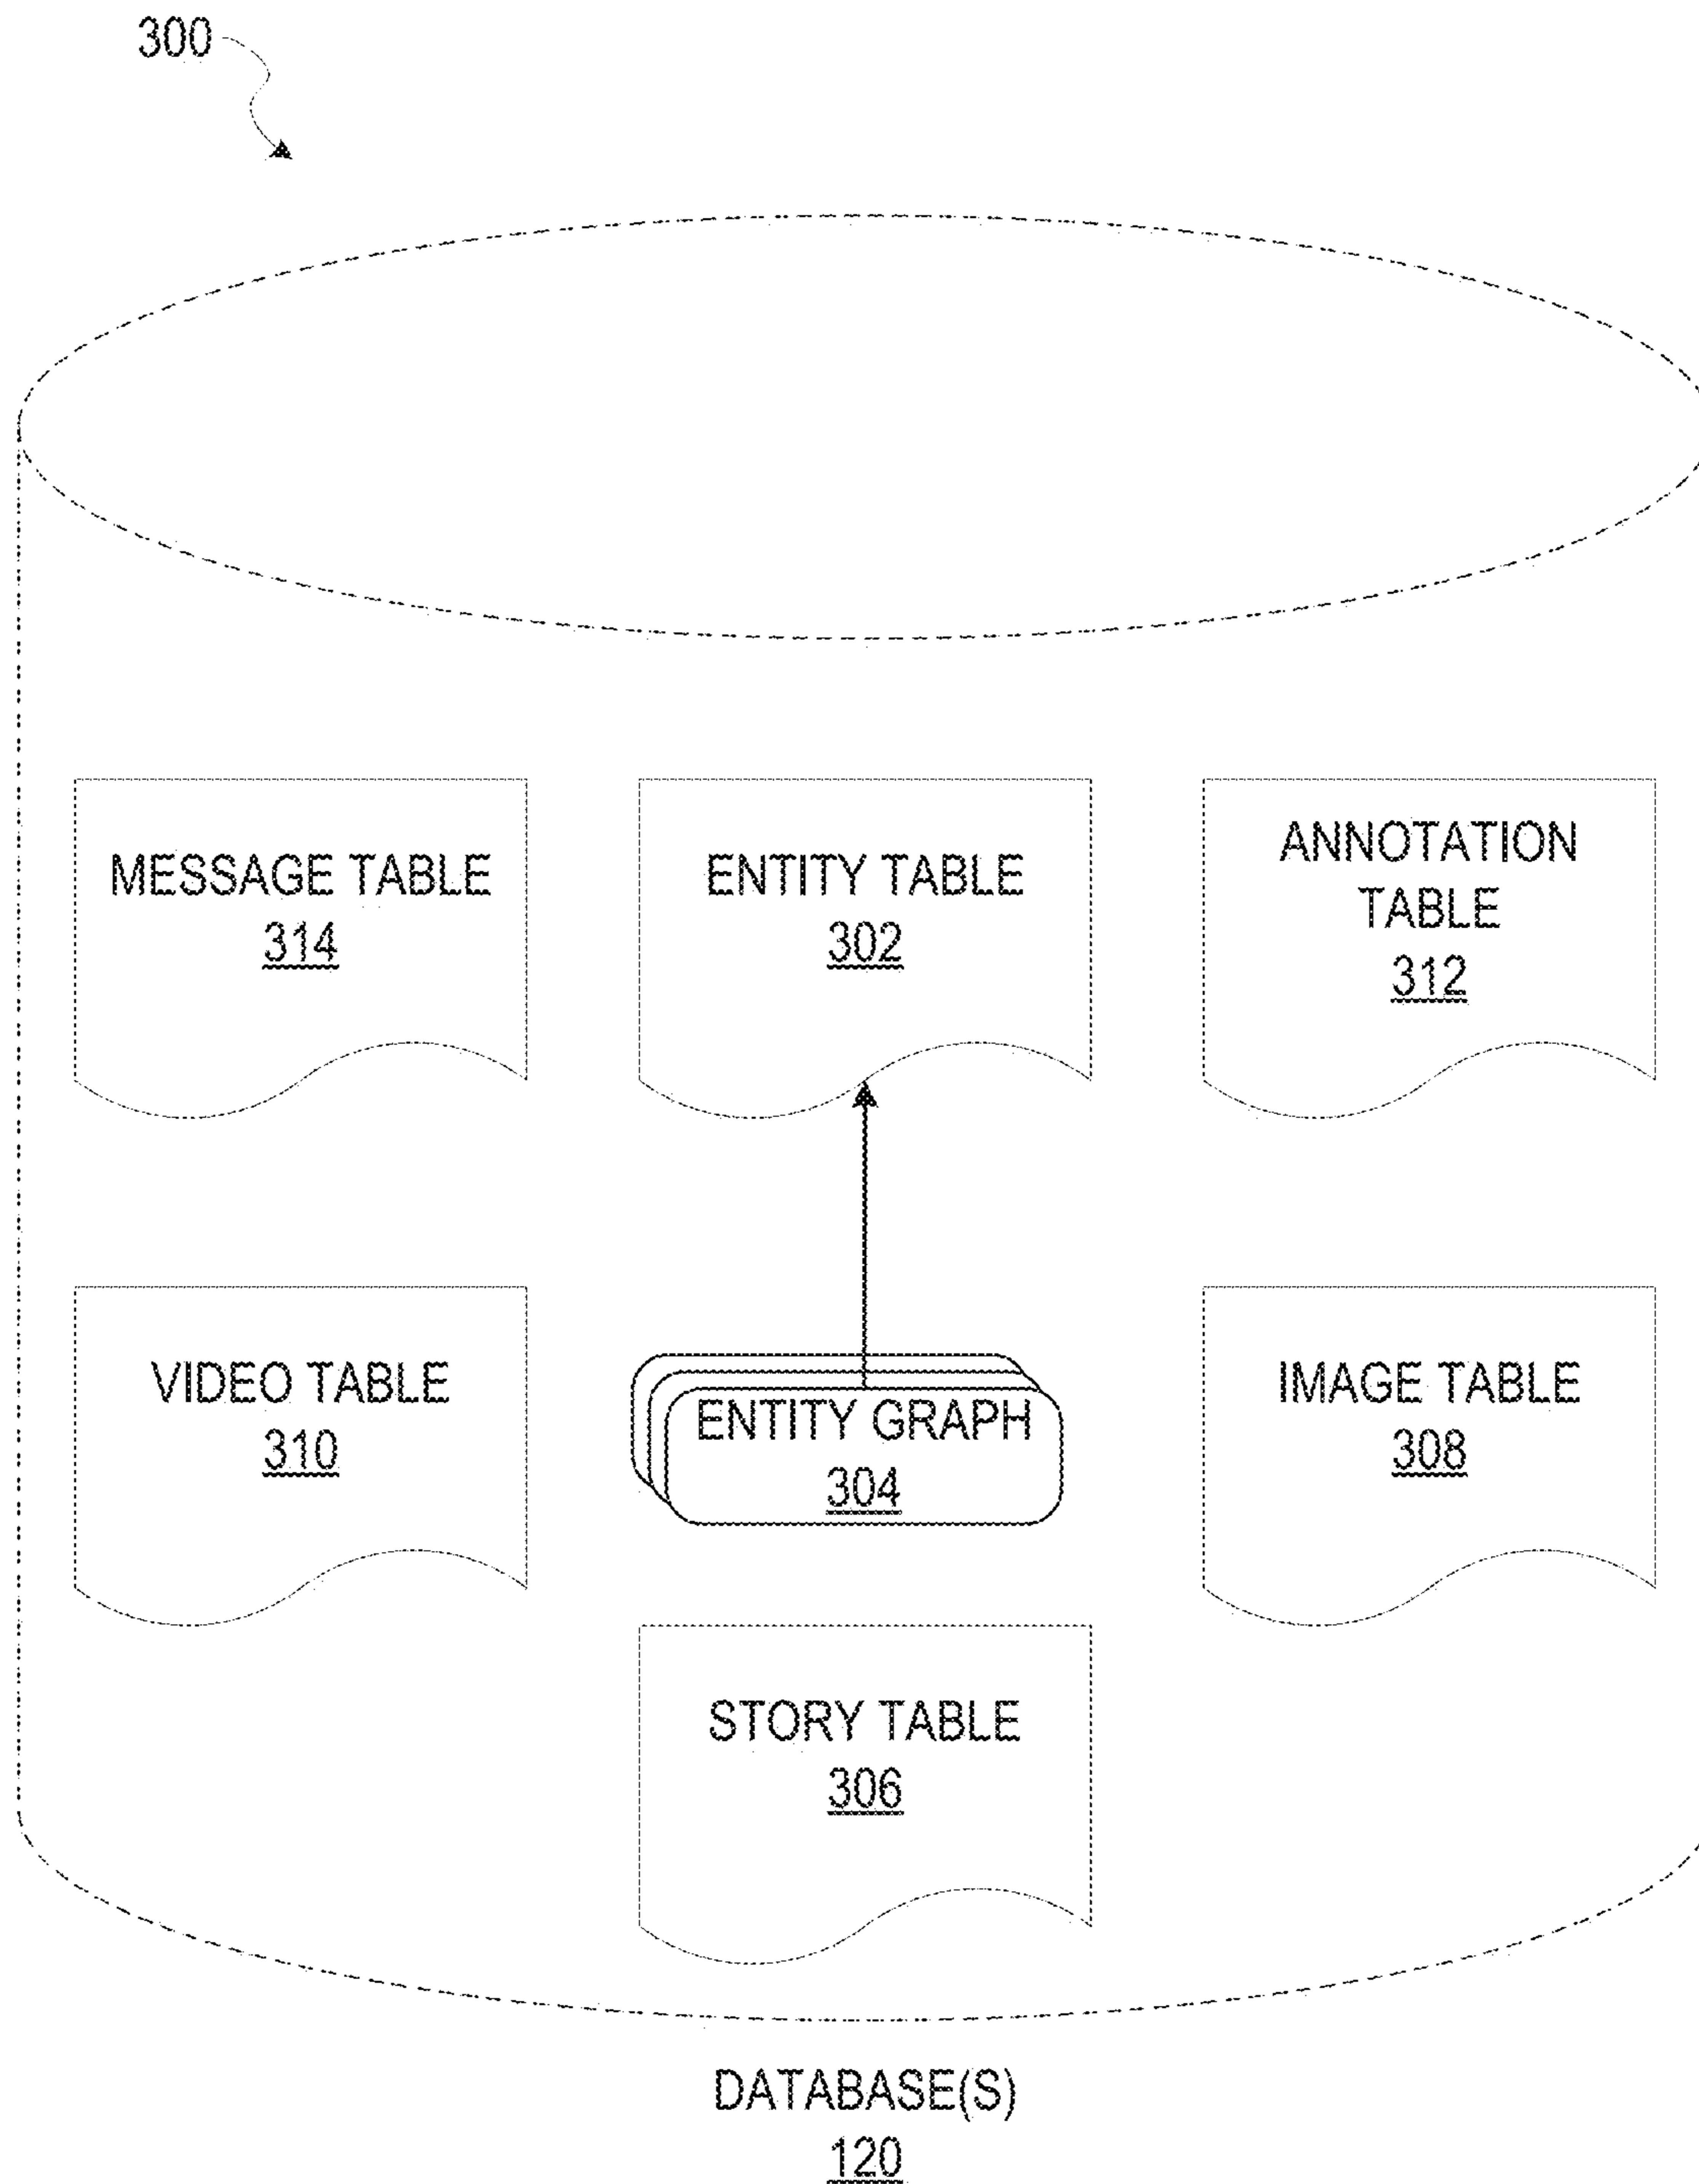 300
MESSAGE TABLE
314
ENTITY TABLE
302
ANNOTATION
TABLE
312
VIDEO TABLE
310
ENTITY GRAPH
304
IMAGE TABLE
308
STORY TABLE
306
DATABASE(S)
120